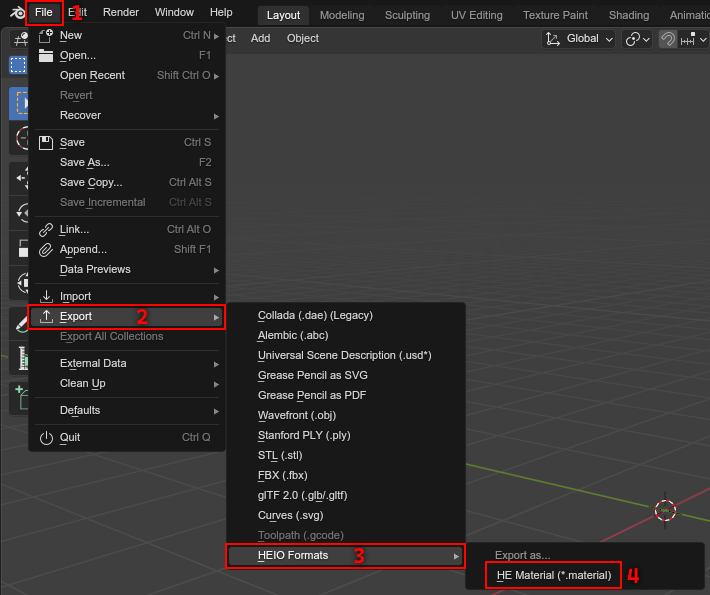 File 1 Edit Render Window Help Layout Modeling Sculpting UV Editing Texture Paint Shading Animatio
New Ctrl N
ct Add Object Global
Open... F1
Open Recent Shift Ctrl O
Revert
Recover
Save Ctrl S
Save As... F2
Save Copy... Ctrl Alt S
Save Incremental Ctrl Alt S
Link... Ctrl Alt O
Append... Shift F1
Data Previews
Import
Export 2
Export All Collections
External Data
Clean Up
Defaults
Quit Ctrl Q
Collada (.dae) (Legacy)
Alembic (.abc)
Universal Scene Description (.usd*)
Grease Pencil as SVG
Grease Pencil as PDF
Wavefront (.obj)
Stanford PLY (.ply)
STL (.stl)
FBX (.fbx)
glTF 2.0 (.glb/.gltf)
Curves (.svg)
Toolpath (.gcode)
HEIO Formats 3
Export as...
HE Material (*.material) 4